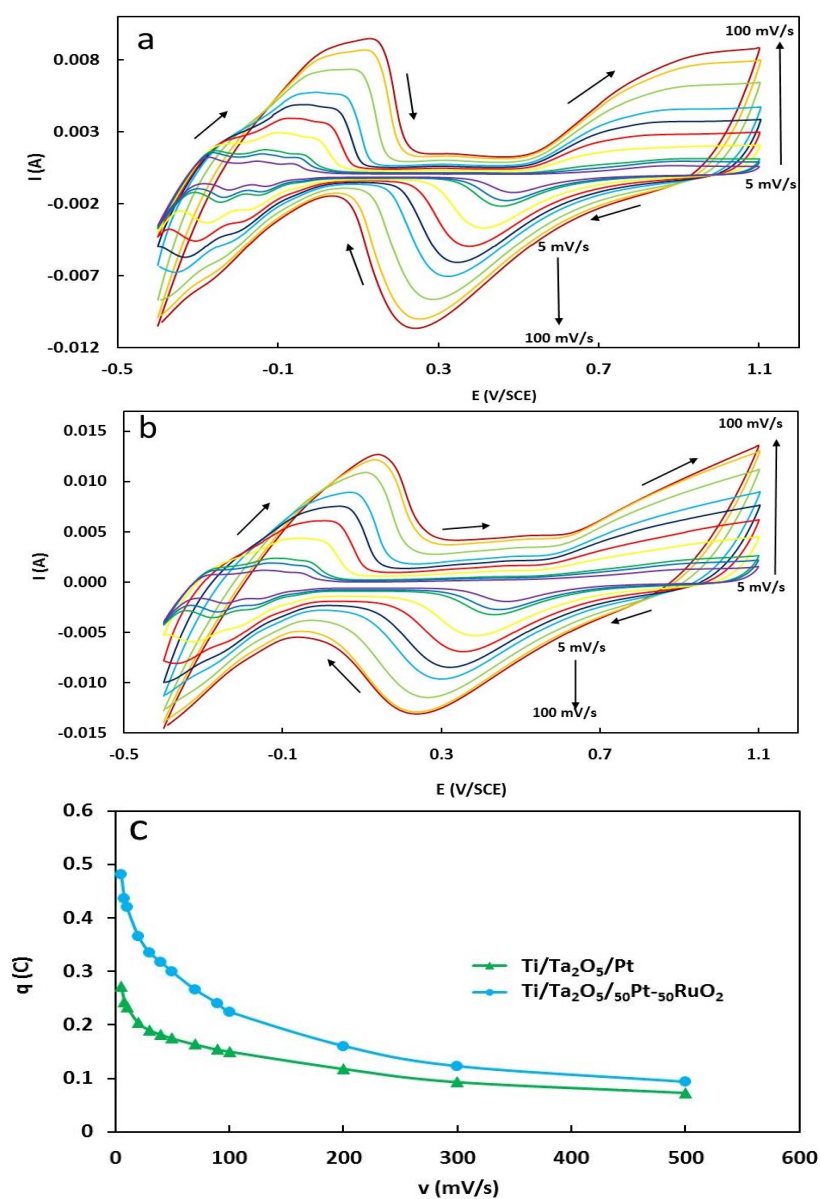 a
100 mV/s
0.008
0.003
-0.002
-0.007
-0.012
I (A)
5 mV/s
5 mV/s
100 mV/s
-0.5
-0.1
0.3
0.7
1.1
E (V/SCE)
b
100 mV/s
0.015
0.010
0.005
0.000
-0.005
-0.010
-0.015
I (A)
5 mV/s
5 mV/s
100 mV/s
-0.5
-0.1
0.3
0.7
1.1
E (V/SCE)
C
0.6
0.5
0.4
0.3
0.2
0.1
0
q (C)
Ti/Ta₂O₅/Pt
Ti/Ta₂O₅/₅₀Pt-₅₀RuO₂
0
100
200
300
400
500
600
v (mV/s)